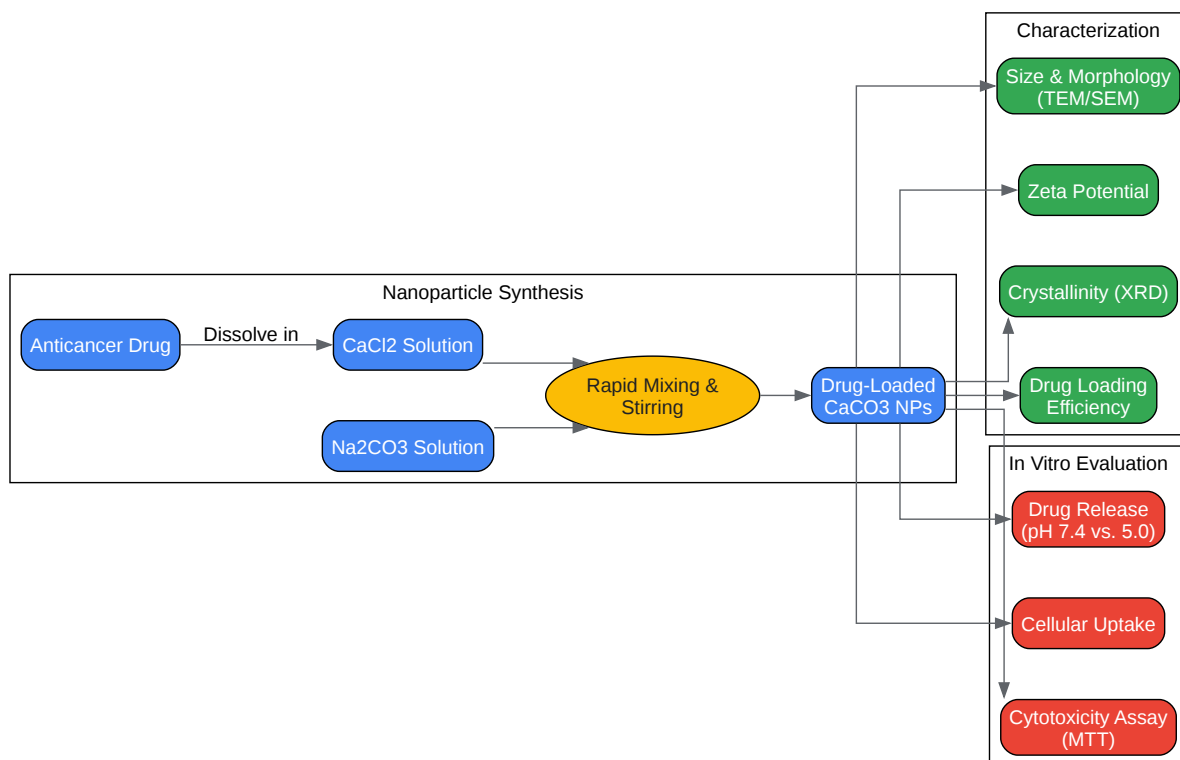 Characterization
Size & Morphology
(TEM/SEM)
Zeta Potential
Crystallinity (XRD)
Drug Loading
Efficiency
Nanoparticle Synthesis
Anticancer Drug
Dissolve in
CaCl2 Solution
Na2CO3 Solution
Rapid Mixing &
Stirring
Drug-Loaded
CaCO3 NPs
In Vitro Evaluation
Drug Release
(pH 7.4 vs. 5.0)
Cellular Uptake
Cytotoxicity Assay
(MTT)